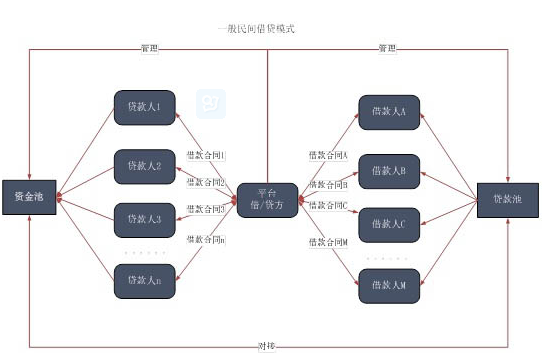 一般民间借贷模式
管理
管理
贷款人1
贷款人2
贷款人3
......
贷款人n
资金池
借款合同1
借款合同2
借款合同3
借款合同n
平台
借/贷方
借款合同A
借款合同B
借款合同C
借款合同M
借款人A
借款人B
借款人C
......
借款人M
贷款池
对接